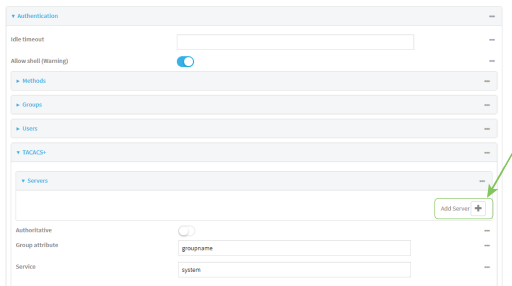 Authentication
Idle timeout
Allow shell (Warning)
Methods
Groups
Users
TACACS+
Servers
Add Server
Authoritative
Group attribute groupname
Service system